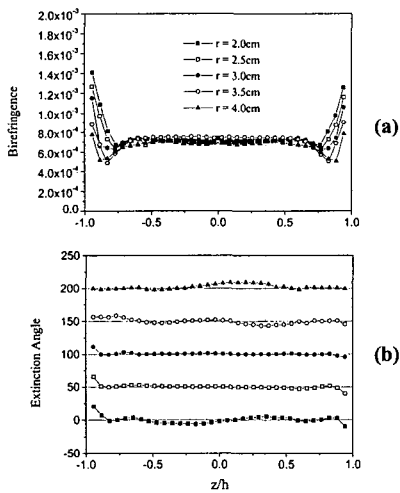 2.0x10⁻³
1.8x10⁻³
1.6x10⁻³
1.4x10⁻³
1.2x10⁻³
1.0x10⁻³
8.0x10⁻⁴
6.0x10⁻⁴
4.0x10⁻⁴
2.0x10⁻⁴
0.0
Birefringence
r = 2.0cm
r = 2.5cm
r = 3.0cm
r = 3.5cm
r = 4.0cm
(a)
-1.0 -0.5 0.0 0.5 1.0
250
200
150
100
50
0
-50
Extinction Angle
(b)
-1.0 -0.5 0.0 0.5 1.0
z/h